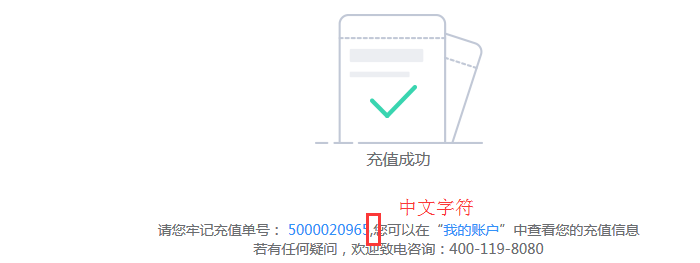 充值成功
中文字符
请您牢记充值单号： 5000020965,您可以在“我的账户”中查看您的充值信息
若有任何疑问，欢迎致电咨询：400-119-8080